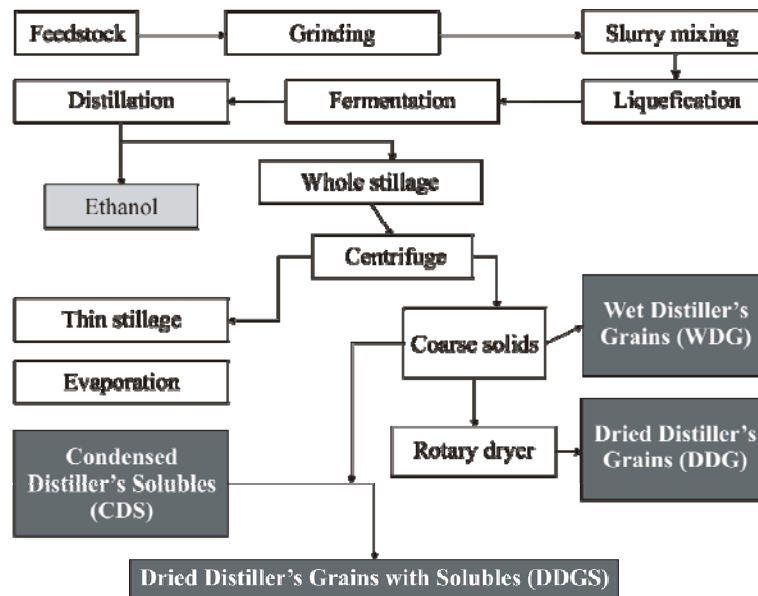 Feedstock
Grinding
Slurry mixing
Distillation
Fermentation
Liquefication
Ethanol
Whole stillage
Centrifuge
Thin stillage
Coarse solids
Wet Distiller's
Grains (WDG)
Evaporation
Rotary dryer
Dried Distiller's
Grains (DDG)
Condensed
Distiller's Solubles
(CDS)
Dried Distiller's Grains with Solubles (DDGS)